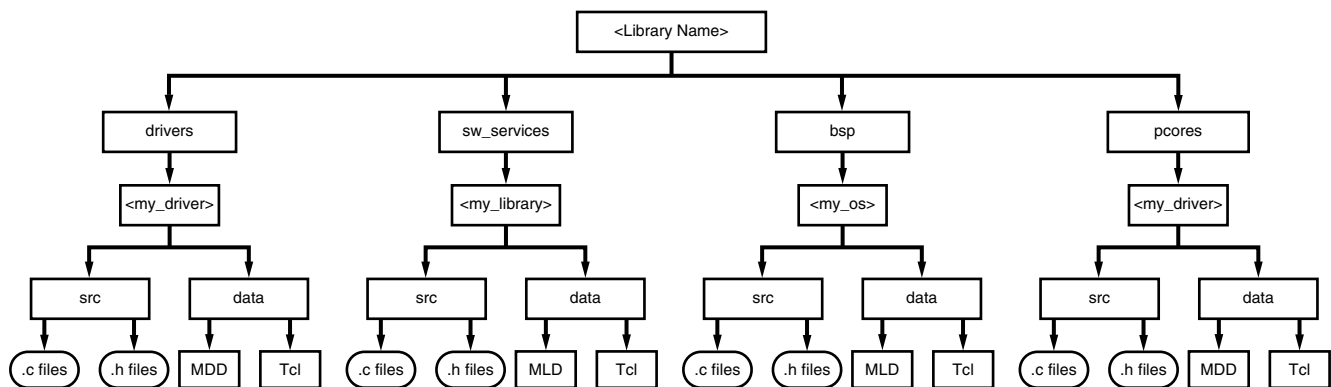 <Library Name>
drivers
sw_services
bsp
pcores
<my_driver>
<my_library>
<my_os>
<my_driver>
src
data
src
data
src
data
src
data
.c files
.h files
MDD
Tcl
.c files
.h files
MLD
Tcl
.c files
.h files
MLD
Tcl
.c files
.h files
MDD
Tcl